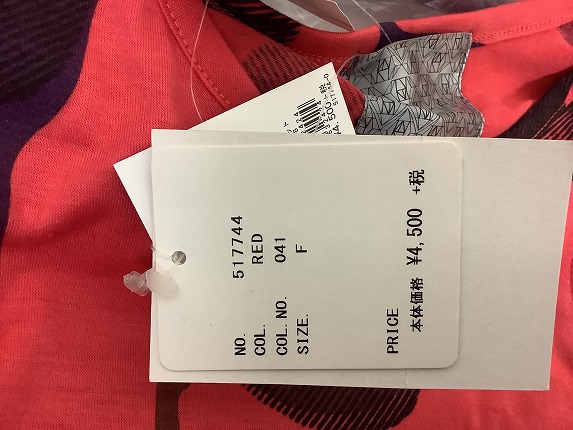 NO. 517744
COL. RED
COL.NO. 041
SIZE. F
PRICE
本体価格 ¥4,500 +税